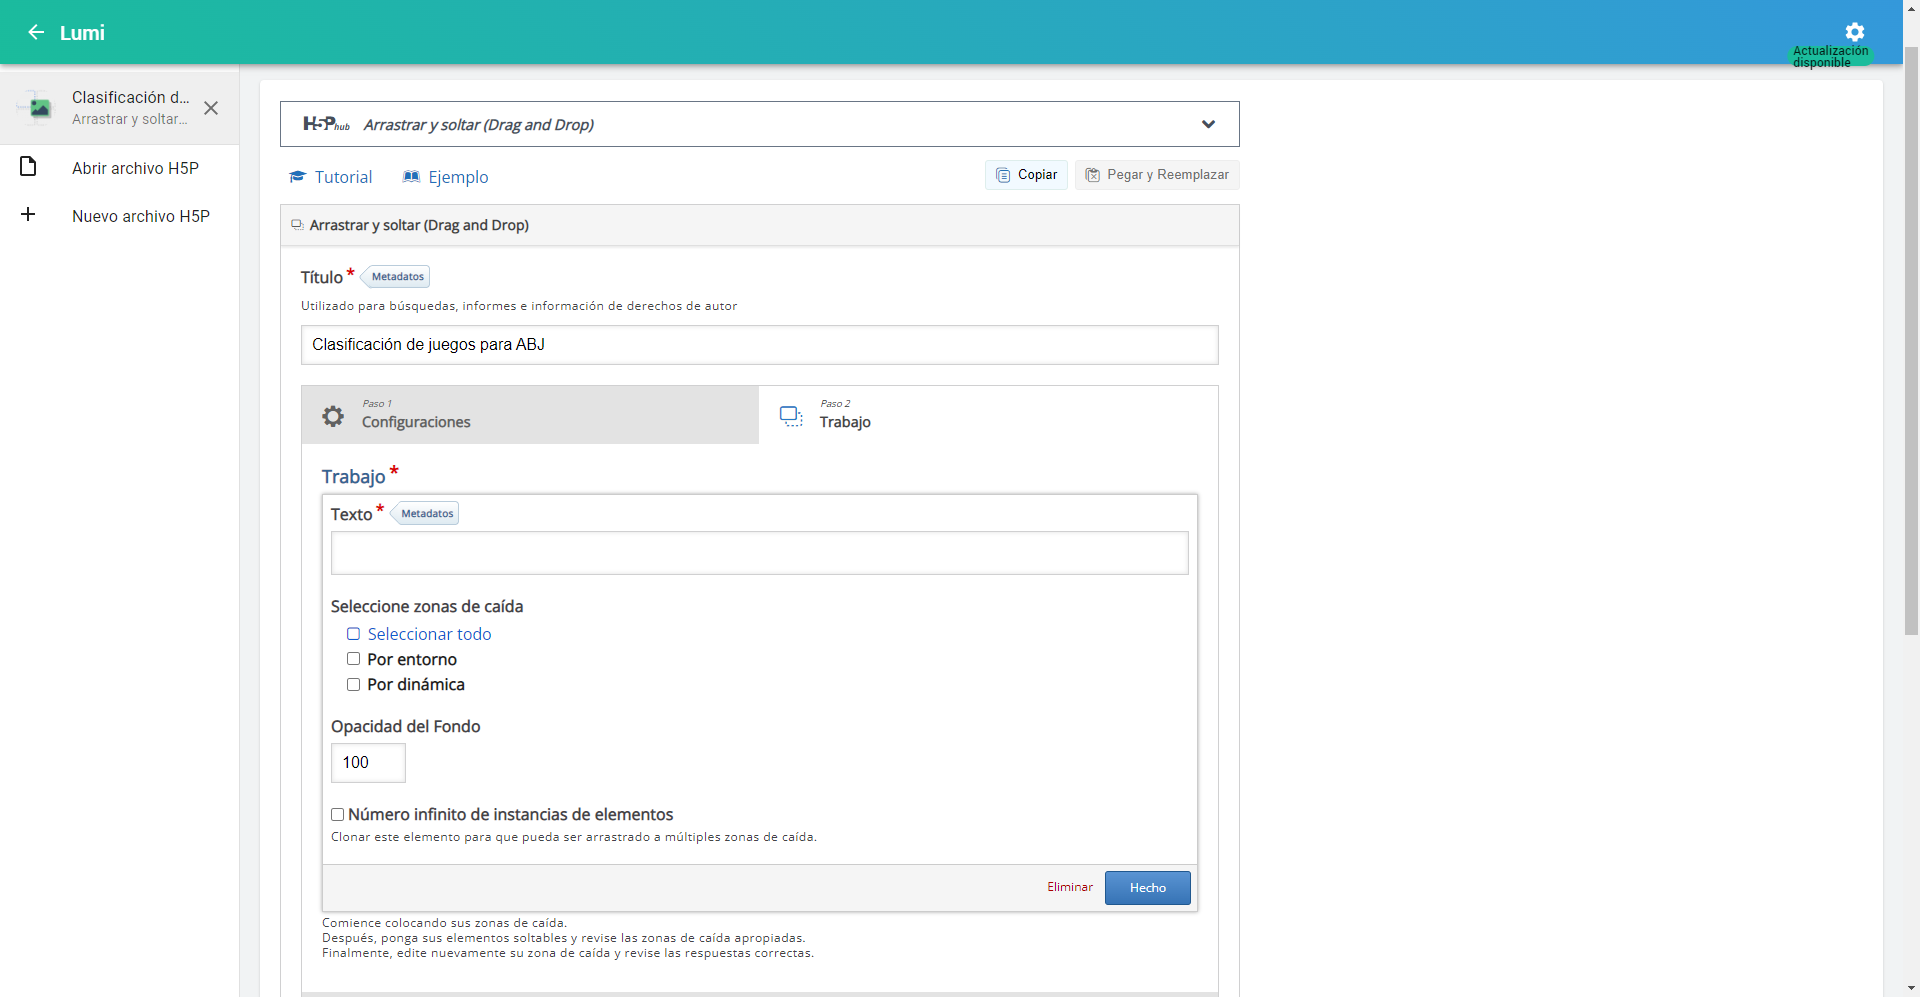 Lumi
Actualización
disponible
Clasificación d...
Arrastrar y soltar...
Abrir archivo H5P
Nuevo archivo H5P
H5Phub Arrastrar y soltar (Drag and Drop)
Tutorial Ejemplo Copiar Pegar y Reemplazar
Arrastrar y soltar (Drag and Drop)
Título * Metadatos
Utilizado para búsquedas, informes e información de derechos de autor
Clasificación de juegos para ABJ
Paso 1
Configuraciones
Paso 2
Trabajo
Trabajo *
Texto * Metadatos
Seleccione zonas de caída
Seleccionar todo
Por entorno
Por dinámica
Opacidad del Fondo
100
Número infinito de instancias de elementos
Clonar este elemento para que pueda ser arrastrado a múltiples zonas de caída.
Eliminar Hecho
Comience colocando sus zonas de caída.
Después, ponga sus elementos soltables y revise las zonas de caída apropiadas.
Finalmente, edite nuevamente su zona de caída y revise las respuestas correctas.